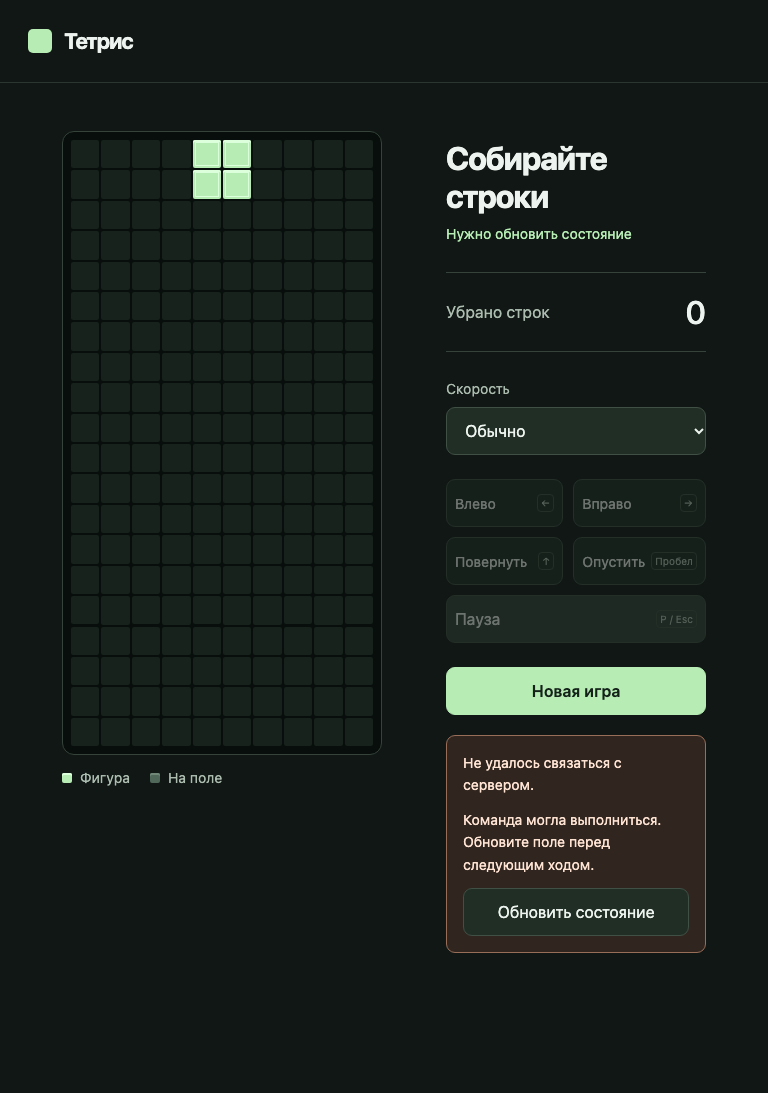 Тетрис
Собирайте
строки
Нужно обновить состояние
Убрано строк 0
Скорость
Обычно
Влево ←
Вправо →
Повернуть ↑
Опустить Пробел
Пауза P / Esc
Новая игра
Не удалось связаться с
сервером.
Команда могла выполниться.
Обновите поле перед
следующим ходом.
Обновить состояние
Фигура
На поле